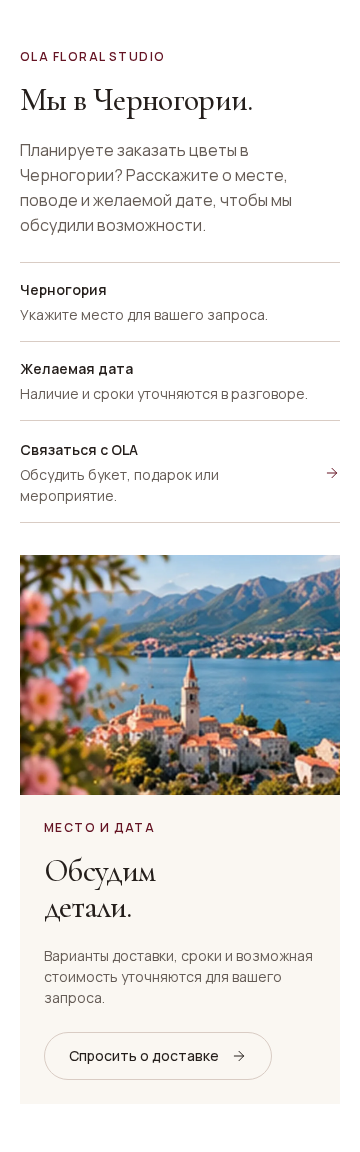 OLA FLORAL STUDIO
Мы в Черногории.
Планируете заказать цветы в
Черногории? Расскажите о месте,
поводе и желаемой дате, чтобы мы
обсудили возможности.
Черногория
Укажите место для вашего запроса.
Желаемая дата
Наличие и сроки уточняются в разговоре.
Связаться с OLA
Обсудить букет, подарок или
мероприятие.
МЕСТО И ДАТА
Обсудим
детали.
Варианты доставки, сроки и возможная
стоимость уточняются для вашего
запроса.
Спросить о доставке